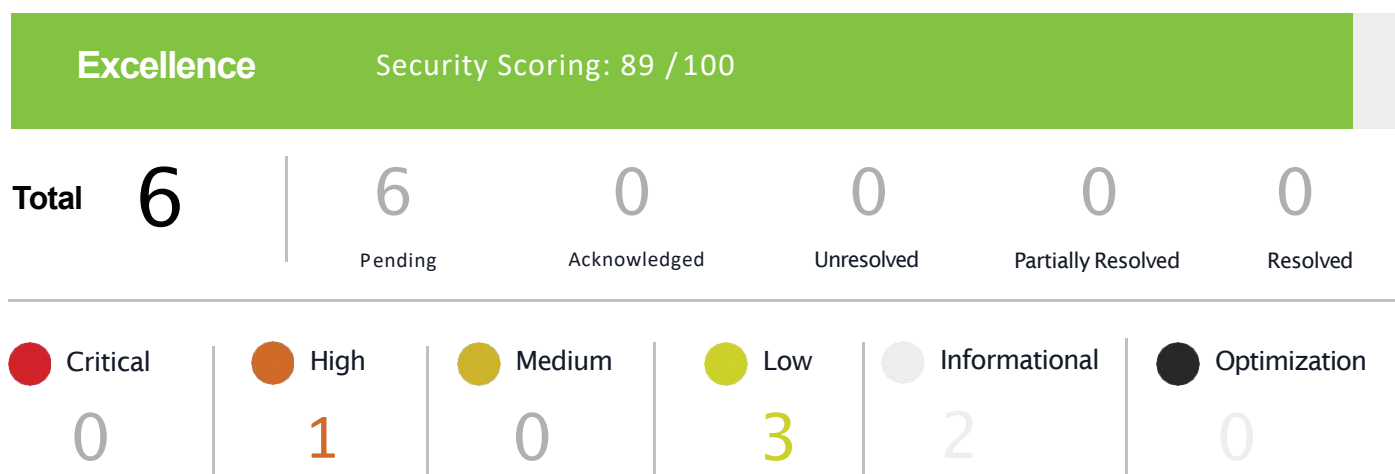 Excellence Security Scoring: 89 / 100
Total 6 6 0 0 0 0
Pending Acknowledged Unresolved Partially Resolved Resolved
Critical High Medium Low Informational Optimization
0 1 0 3 2 0